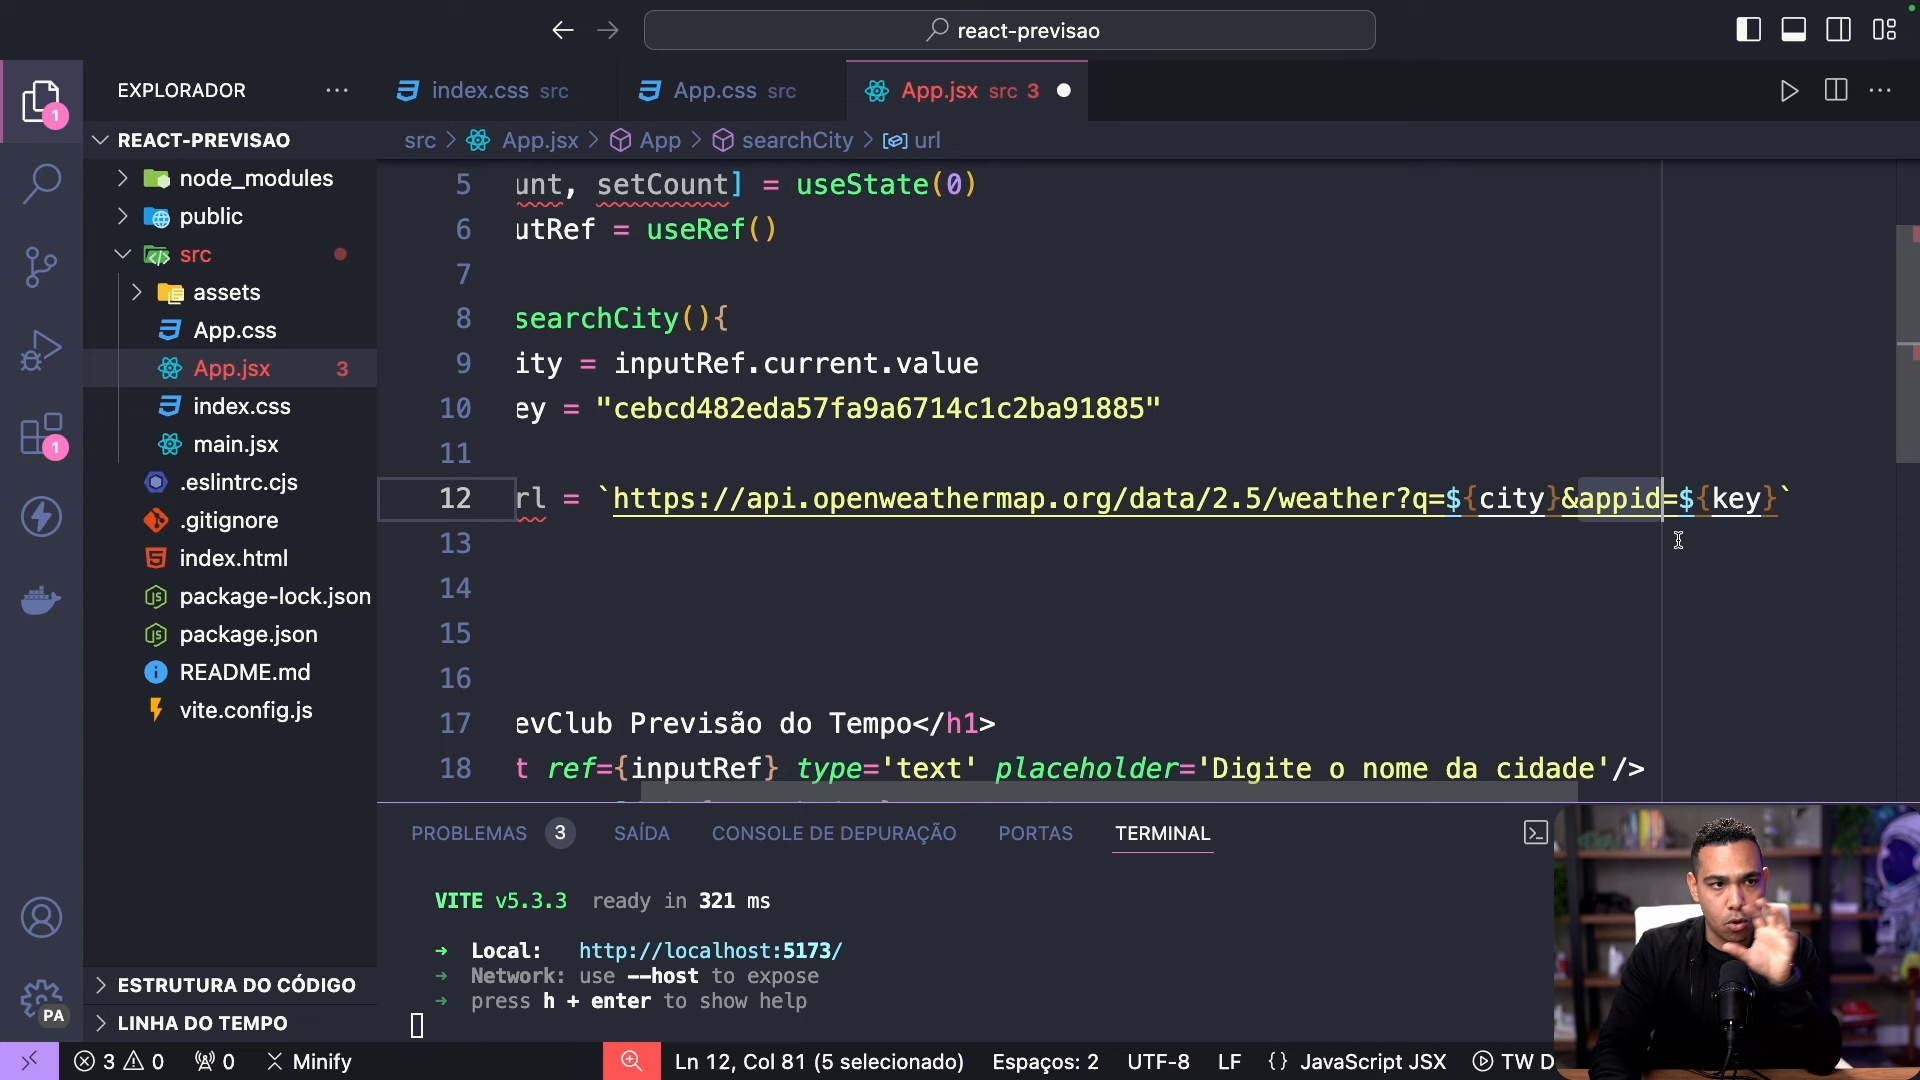 react-previsao
EXPLORADOR
index.css src
App.css src
App.jsx src 3
1
REACT-PREVISAO
src > App.jsx > App > searchCity > url
node_modules
public
src
assets
App.css
App.jsx 3
index.css
main.jsx
.eslintrc.cjs
.gitignore
index.html
package-lock.json
package.json
README.md
vite.config.js
1
5 unt, setCount] = useState(0)
6 utRef = useRef()
7
8 searchCity(){
9 ity = inputRef.current.value
10 ey = "cebcd482eda57fa9a6714c1c2ba91885"
11
12 rl = `https://api.openweathermap.org/data/2.5/weather?q=${city}&appid=${key}`
13
14
15
16
17 evClub Previsão do Tempo</h1>
18 t ref={inputRef} type='text' placeholder='Digite o nome da cidade'/>
PROBLEMAS 3 SAÍDA CONSOLE DE DEPURAÇÃO PORTAS TERMINAL
VITE v5.3.3 ready in 321 ms
➜ Local: http://localhost:5173/
➜ Network: use --host to expose
➜ press h + enter to show help
ESTRUTURA DO CÓDIGO
LINHA DO TEMPO
PA
3 0 0 Minify
Ln 12, Col 81 (5 selecionado) Espaços: 2 UTF-8 LF {} JavaScript JSX TW D